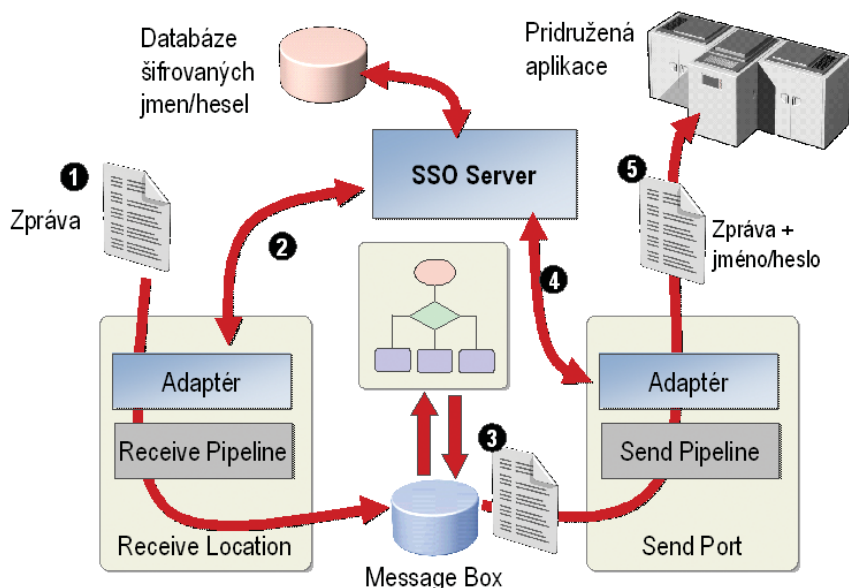 Databáze
šifrovaných
jmen/hesel
Pridružená
aplikace
SSO Server
1
Zpráva
2
5
Zpráva +
jméno/heslo
4
Adaptér
Receive Pipeline
Receive Location
3
Message Box
Adaptér
Send Pipeline
Send Port